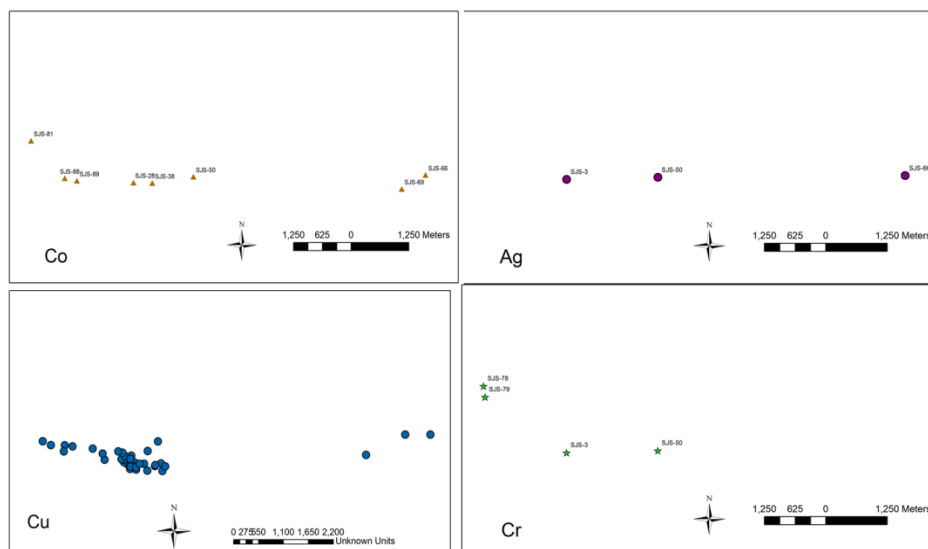 SJS-81
SJS-88
SJS-89
SJS-28
SJS-38
SJS-50
SJS-66
SJS-69
N
1,250 625 0 1,250 Meters
Co
SJS-3
SJS-50
SJS-66
N
1,250 625 0 1,250 Meters
Ag
N
0 275 550 1,100 1,650 2,200
Unknown Units
Cu
SJS-78
SJS-79
SJS-3
SJS-50
N
1,250 625 0 1,250 Meters
Cr